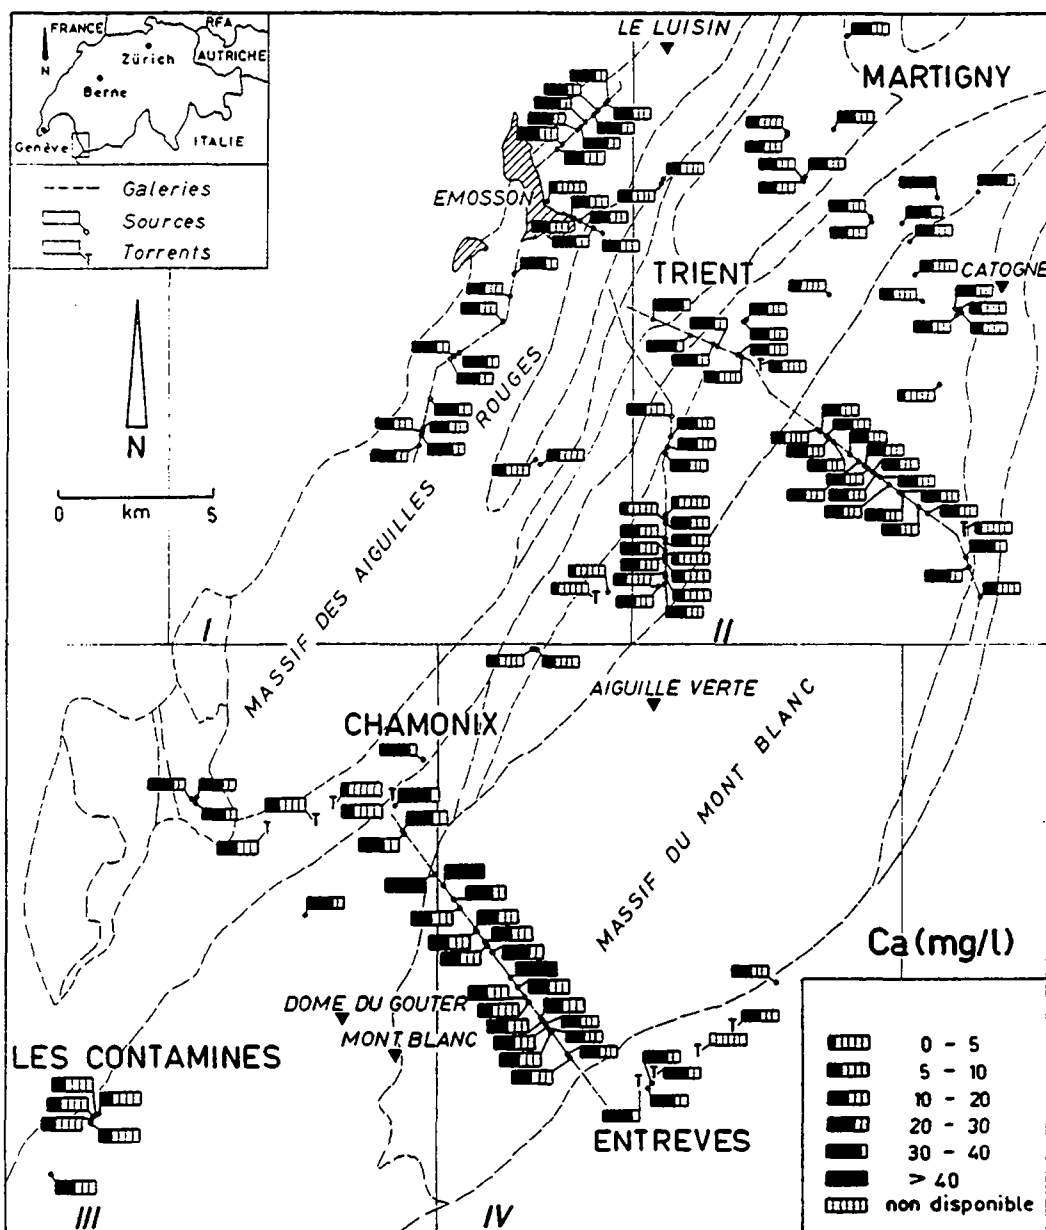 FRANCE
RFA
Zürich
AUTRICHE
N
Berne
Genève
ITALIE
Galeries
Sources
Torrents
LE LUISIN
MARTIGNY
EMOSSON
TRIENT
CATOGNE
N
0 5
km
MASSIF DES AIGUILLES ROUGES
I
II
T
T
T
AIGUILLE VERTE
CHAMONIX
MASSIF DU MONT BLANC
T
T
T
T
DOME DU GOUTER
MONT BLANC
LES CONTAMINES
T
T
T
T
ENTREVES
III
IV
Ca (mg/l)
0 - 5
5 - 10
10 - 20
20 - 30
30 - 40
> 40
non disponible